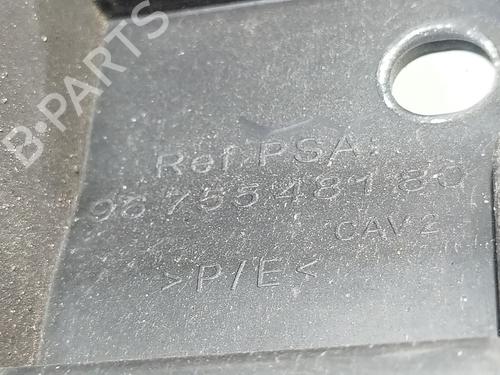 B-PARTS
Ref PSA:
96 755 481 80
CAV 2
>P/E<